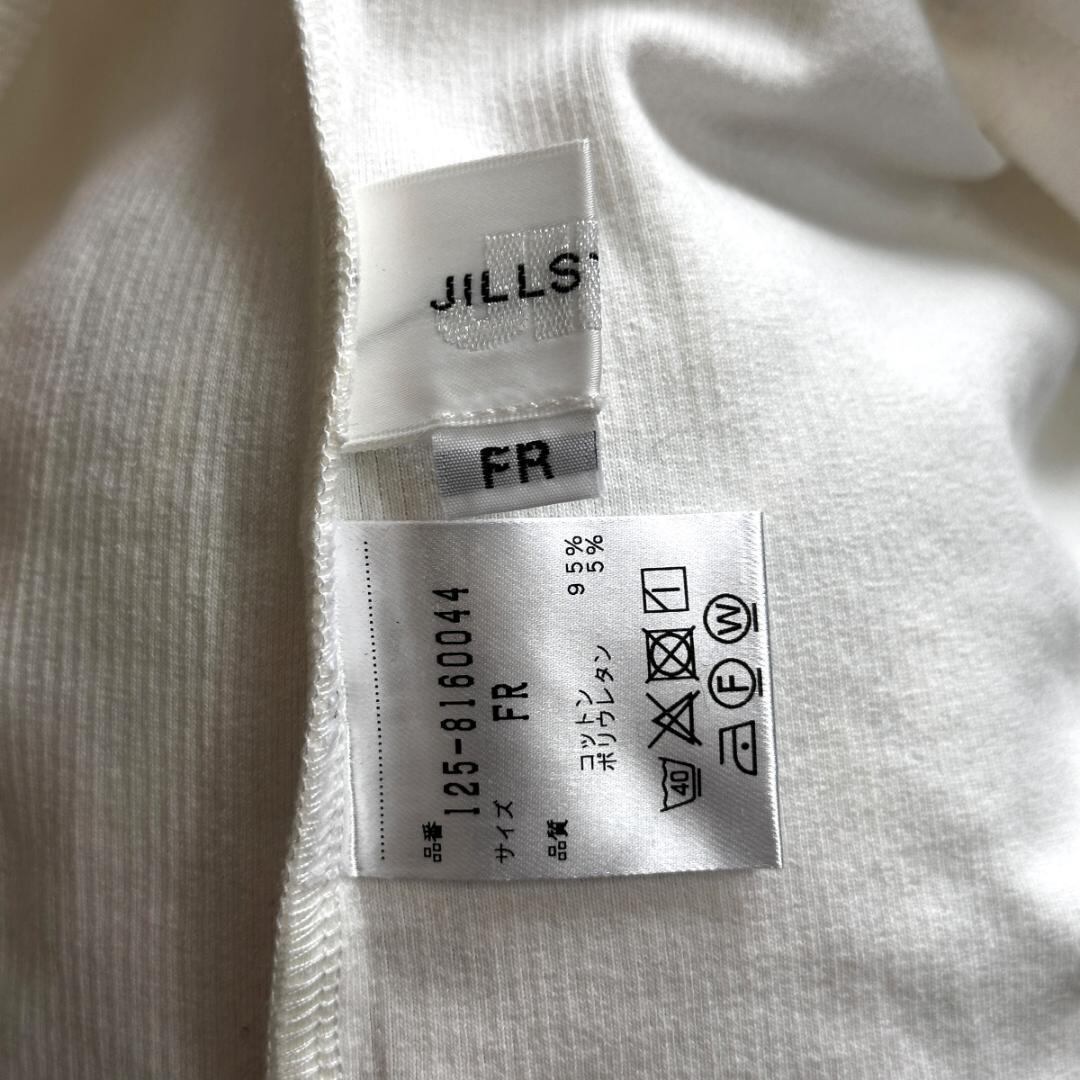 JILLS
FR
品番
125-8160044
サイズ FR
品質
コットン 95%
ポリウレタン 5%
40
F
W